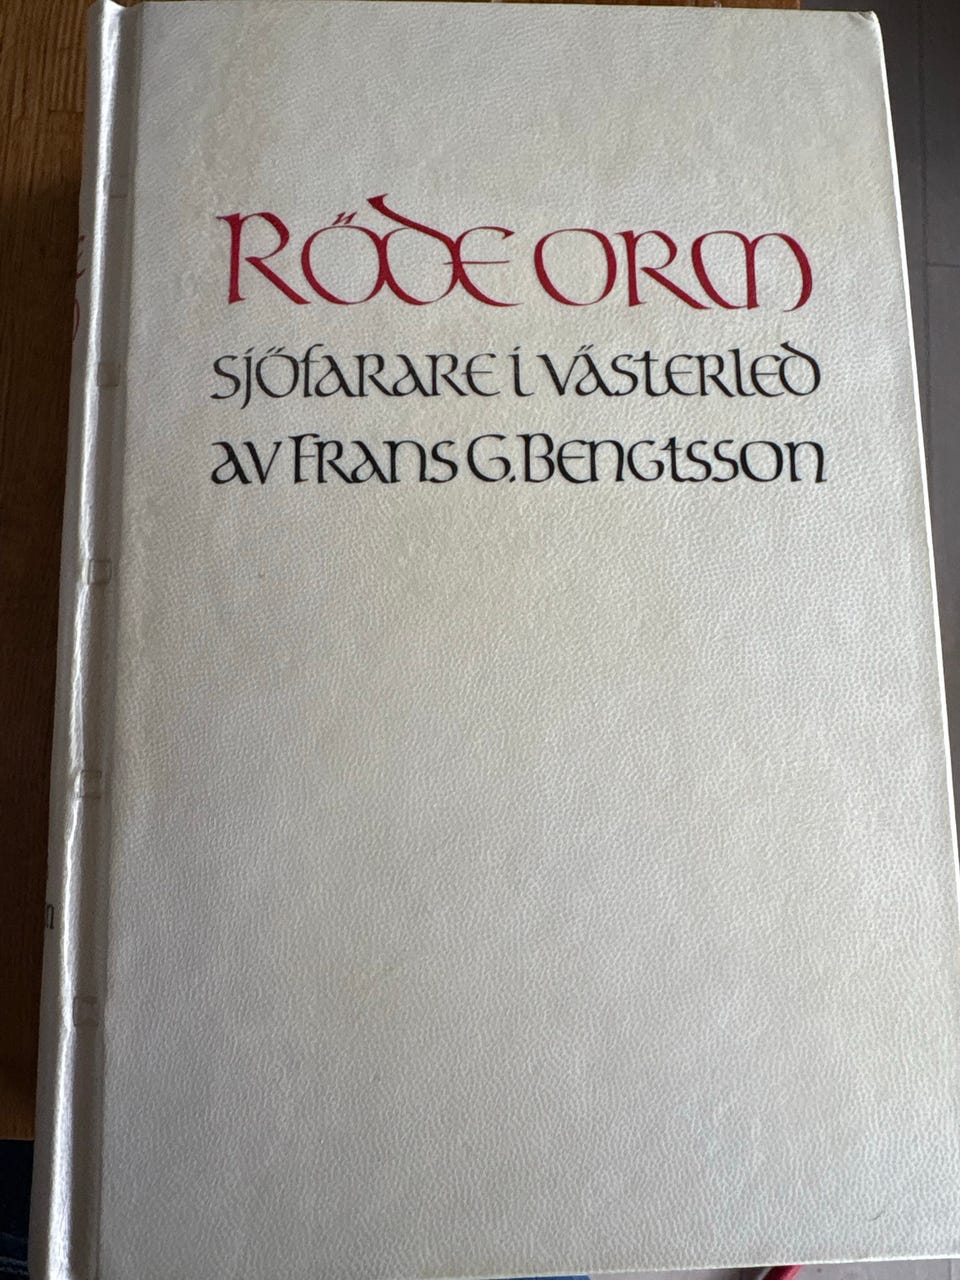 RÖDE ORM
sjöfarare i västerled
av Frans G. Bengtsson